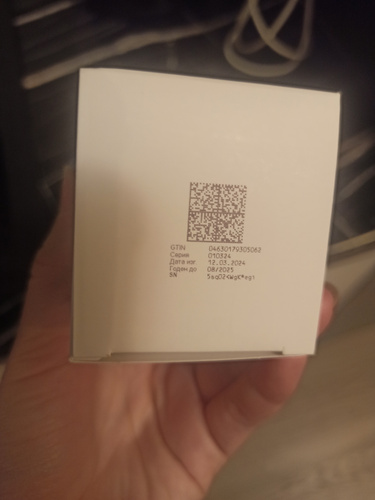 GTIN 04630179305062
Серия 010324
Дата изг 12.03.2024
Годен до 08/2025
SN